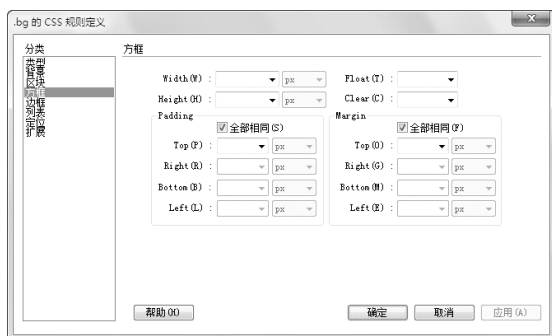 .bg 的 CSS 规则定义
分类
方框
类型
背景
区块
方框
边框
列表
定位
扩展
Width(W) : px Float(T) :
Height(H) : px Clear(C) :
Padding Margin
全部相同(S) 全部相同(F)
Top(P) : px Top(O) : px
Right(R) : px Right(G) : px
Bottom(B) : px Bottom(M) : px
Left(L) : px Left(E) : px
帮助(H) 确定 取消 应用(A)